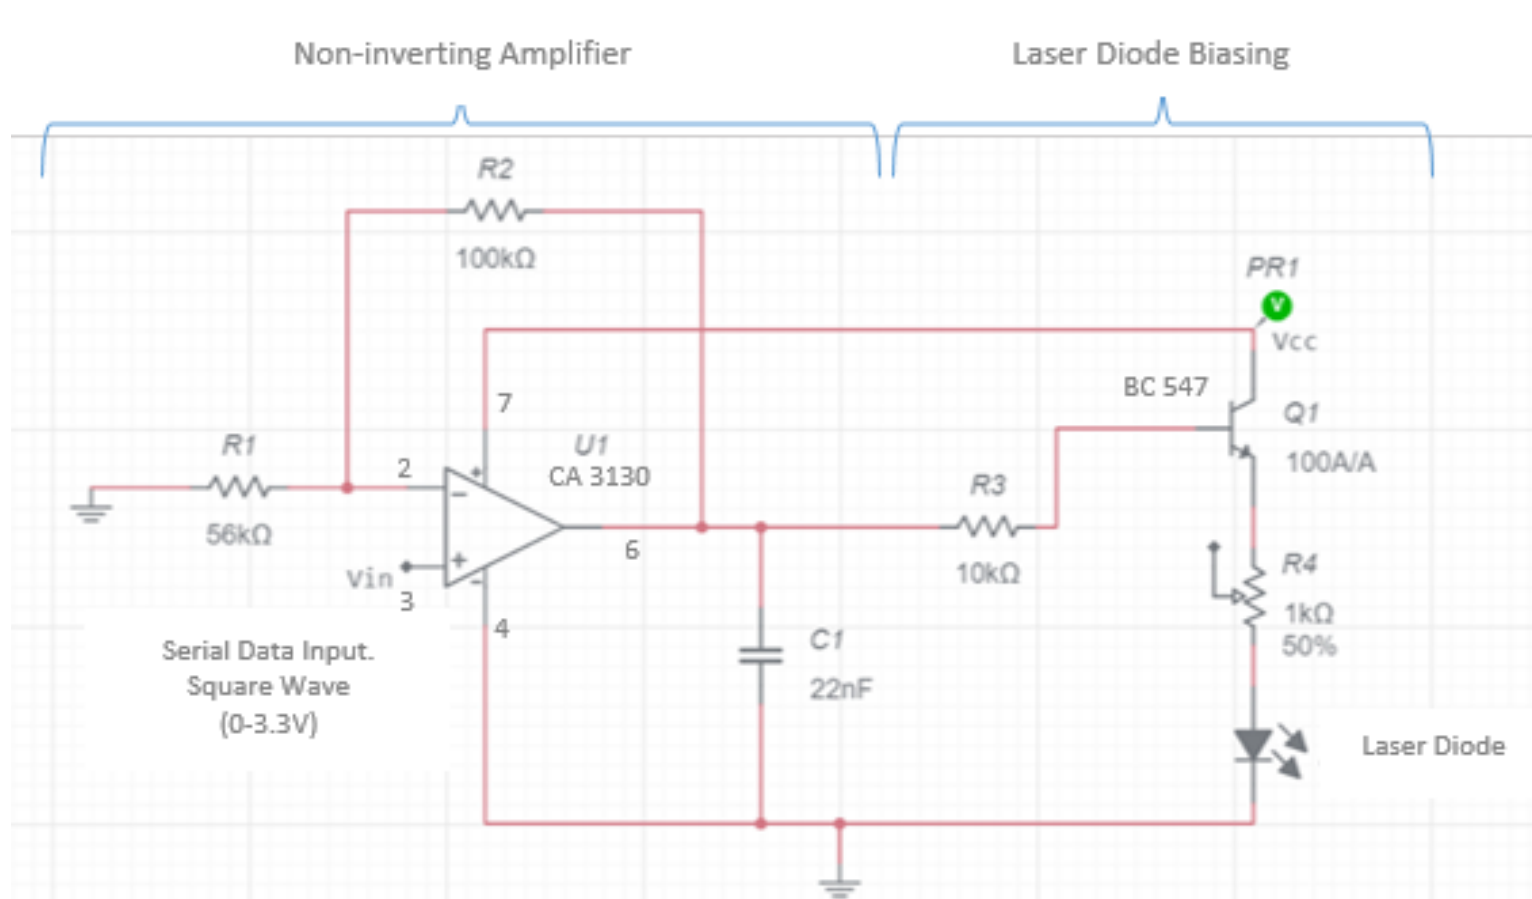 Non-inverting Amplifier
Laser Diode Biasing
R2
100kΩ
PR1
V
Vcc
BC 547
Q1
100A/A
7
R1
56kΩ
2
U1
CA 3130
6
Vin
3
4
R3
10kΩ
R4
1kΩ
50%
C1
22nF
Serial Data Input.
Square Wave
(0-3.3V)
Laser Diode